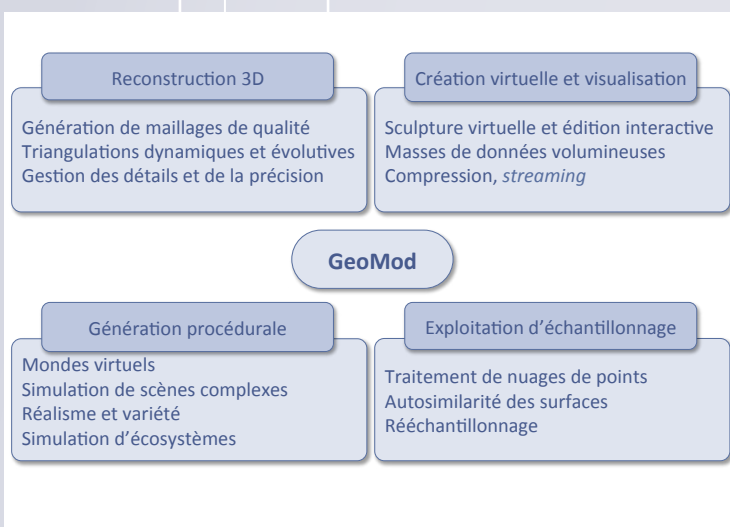 Reconstruction 3D
Génération de maillages de qualité
Triangulations dynamiques et évolutives
Gestion des détails et de la précision
Création virtuelle et visualisation
Sculpture virtuelle et édition interactive
Masses de données volumineuses
Compression, streaming
GeoMod
Génération procédurale
Mondes virtuels
Simulation de scènes complexes
Réalisme et variété
Simulation d'écosystèmes
Exploitation d'échantillonnage
Traitement de nuages de points
Autosimilarité des surfaces
Rééchantillonnage